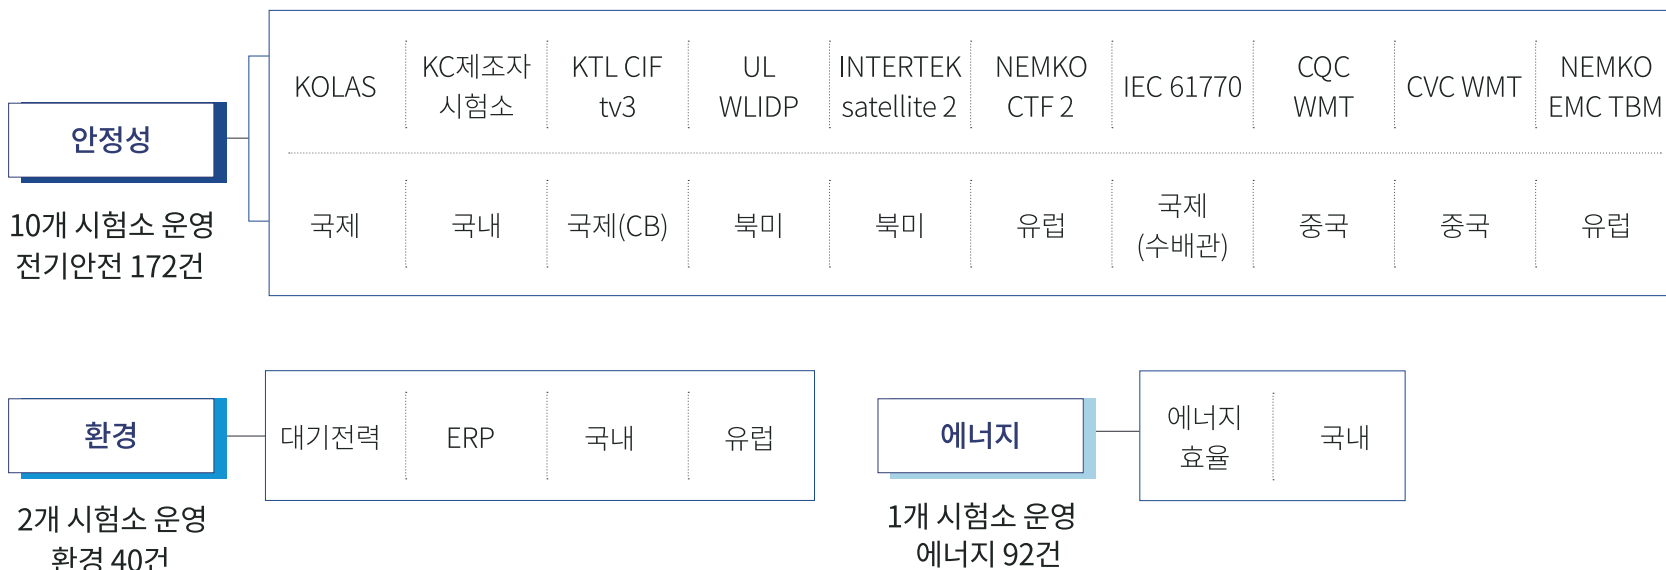 안정성
10개 시험소 운영
전기안전 172건
KOLAS
KC제조자
시험소
KTL CIF
tv3
UL
WLIDP
INTERTEK
satellite 2
NEMKO
CTF 2
IEC 61770
CQC
WMT
CVC WMT
NEMKO
EMC TBM
국제
국내
국제(CB)
북미
북미
유럽
국제
(수배관)
중국
중국
유럽
환경
2개 시험소 운영
환경 40건
대기전력
ERP
국내
유럽
에너지
1개 시험소 운영
에너지 92건
에너지
효율
국내